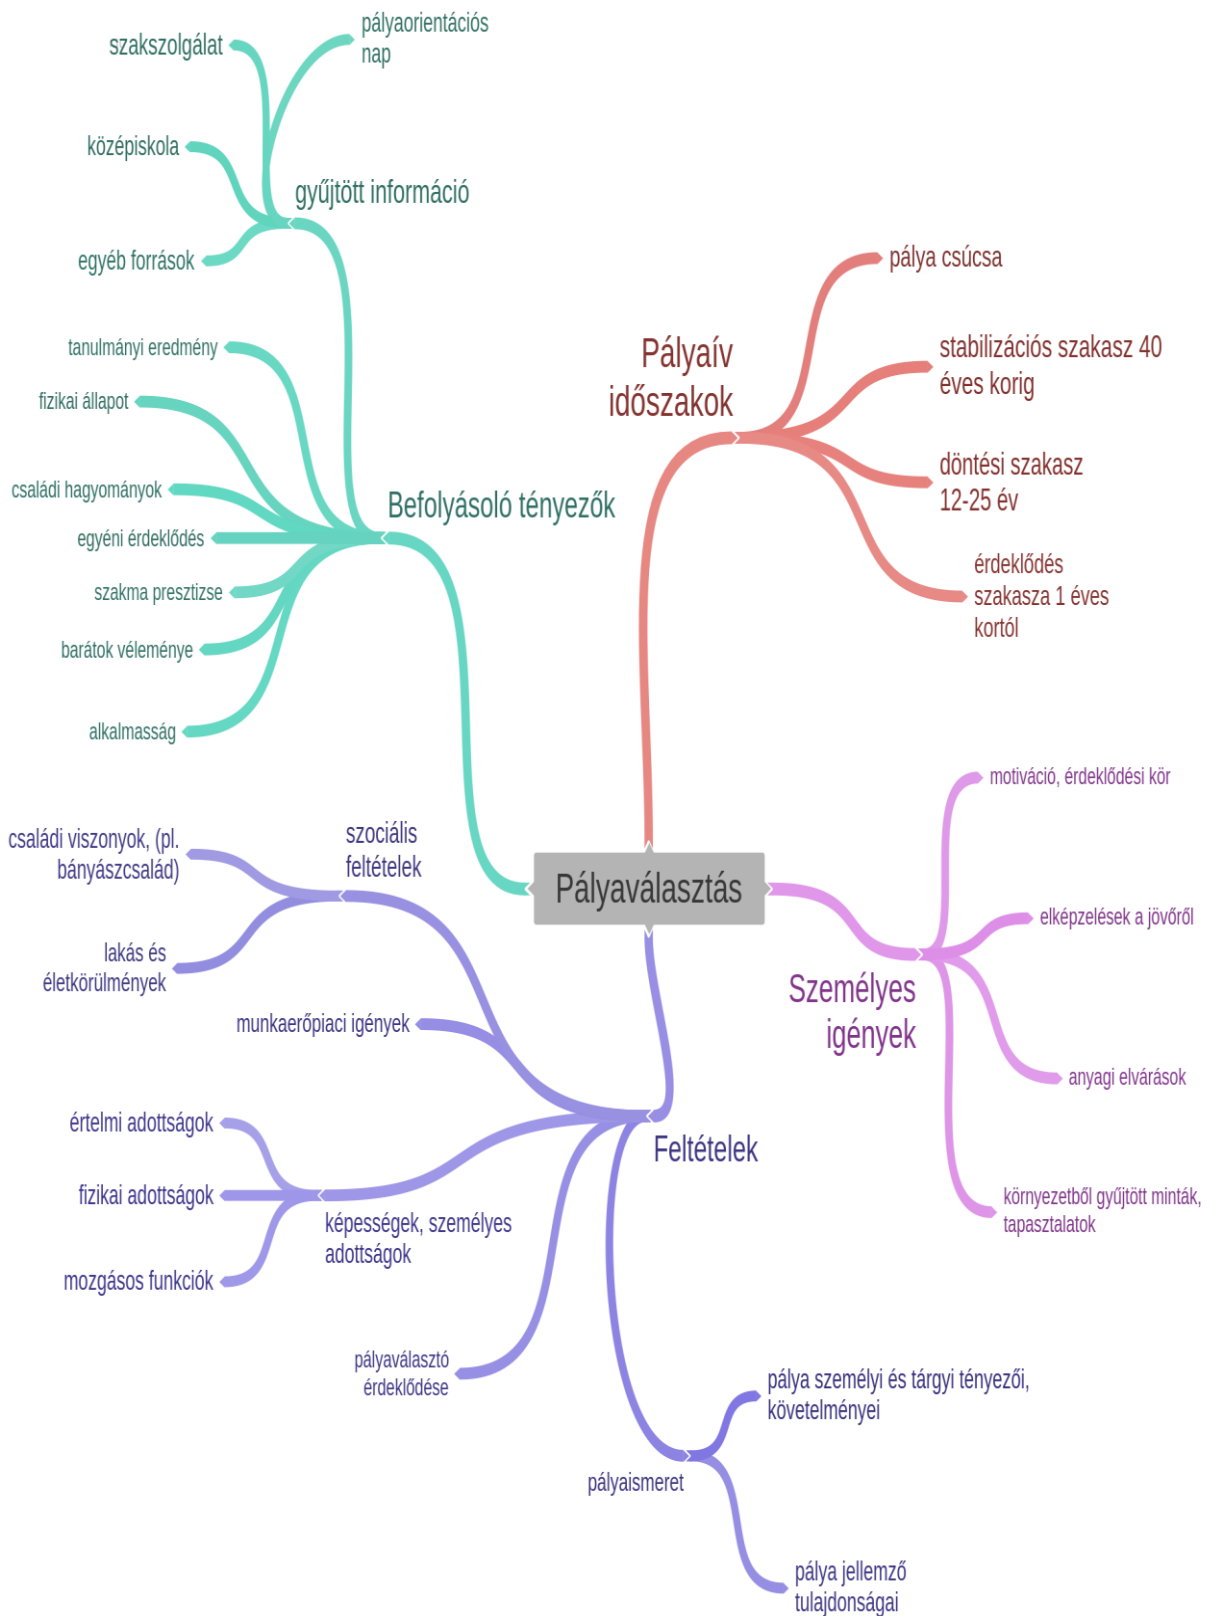 pályaorientációs
nap
szakszolgálat
középiskola
gyűjtött információ
egyéb források
tanulmányi eredmény
fizikai állapot
családi hagyományok
egyéni érdeklődés
szakma presztizse
barátok véleménye
alkalmasság
Befolyásoló tényezők
Pályaív
időszakok
pálya csúcsa
stabilizációs szakasz 40
éves korig
döntési szakasz
12-25 év
érdeklődés
szakasza 1 éves
kortól
Pályaválasztás
motiváció, érdeklődési kör
elképzelések a jövőről
Személyes
igények
anyagi elvárások
környezetből gyűjtött minták,
tapasztalatok
szociális
feltételek
családi viszonyok, (pl.
bányászcsalád)
lakás és
életkörülmények
munkaerőpiaci igények
Feltételek
értelmi adottságok
fizikai adottságok
mozgásos funkciók
képességek, személyes
adottságok
pályaválasztó
érdeklődése
pályaismeret
pálya személyi és tárgyi tényezői,
követelményei
pálya jellemző
tulajdonságai